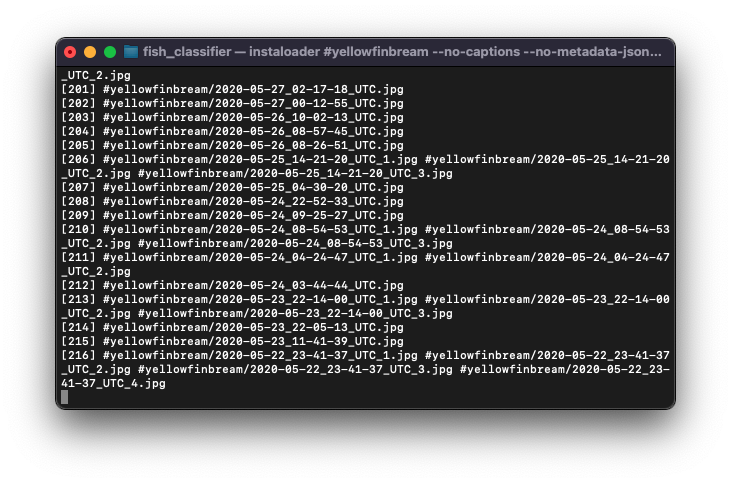 fish_classifier — instaloader #yellowfinbream --no-captions --no-metadata-json...
_UTC_2.jpg
[201] #yellowfinbream/2020-05-27_02-17-18_UTC.jpg
[202] #yellowfinbream/2020-05-27_00-12-55_UTC.jpg
[203] #yellowfinbream/2020-05-26_10-02-13_UTC.jpg
[204] #yellowfinbream/2020-05-26_08-57-45_UTC.jpg
[205] #yellowfinbream/2020-05-26_08-26-51_UTC.jpg
[206] #yellowfinbream/2020-05-25_14-21-20_UTC_1.jpg #yellowfinbream/2020-05-25_14-21-20
_UTC_2.jpg #yellowfinbream/2020-05-25_14-21-20_UTC_3.jpg
[207] #yellowfinbream/2020-05-25_04-30-20_UTC.jpg
[208] #yellowfinbream/2020-05-24_22-52-33_UTC.jpg
[209] #yellowfinbream/2020-05-24_09-25-27_UTC.jpg
[210] #yellowfinbream/2020-05-24_08-54-53_UTC_1.jpg #yellowfinbream/2020-05-24_08-54-53
_UTC_2.jpg #yellowfinbream/2020-05-24_08-54-53_UTC_3.jpg
[211] #yellowfinbream/2020-05-24_04-24-47_UTC_1.jpg #yellowfinbream/2020-05-24_04-24-47
_UTC_2.jpg
[212] #yellowfinbream/2020-05-24_03-44-44_UTC.jpg
[213] #yellowfinbream/2020-05-23_22-14-00_UTC_1.jpg #yellowfinbream/2020-05-23_22-14-00
_UTC_2.jpg #yellowfinbream/2020-05-23_22-14-00_UTC_3.jpg
[214] #yellowfinbream/2020-05-23_22-05-13_UTC.jpg
[215] #yellowfinbream/2020-05-23_11-41-39_UTC.jpg
[216] #yellowfinbream/2020-05-22_23-41-37_UTC_1.jpg #yellowfinbream/2020-05-22_23-41-37
_UTC_2.jpg #yellowfinbream/2020-05-22_23-41-37_UTC_3.jpg #yellowfinbream/2020-05-22_23-
41-37_UTC_4.jpg